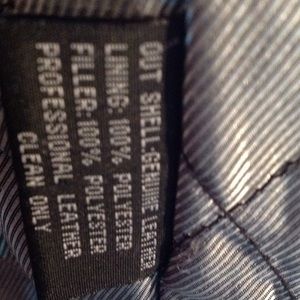 OUT SHELL:GENUINE LEATHER
LINING: 100% POLYESTER
FILLER: 100% POLYESTER
PROFESSIONAL LEATHER
CLEAN ONLY